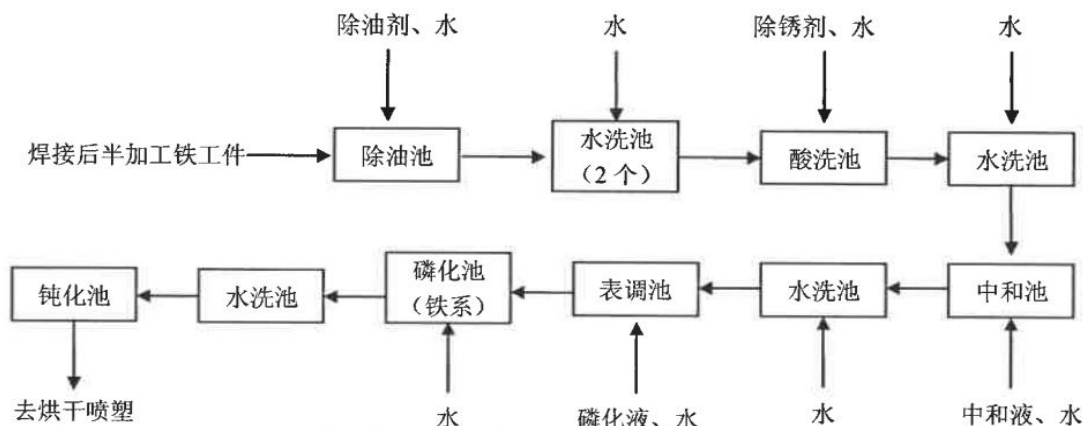 除油剂、水
水
除锈剂、水
水
焊接后半加工铁工件
除油池
水洗池
（2 个）
酸洗池
水洗池
钝化池
水洗池
磷化池
（铁系）
表调池
水洗池
中和池
去烘干喷塑
水
磷化液、水
水
中和液、水